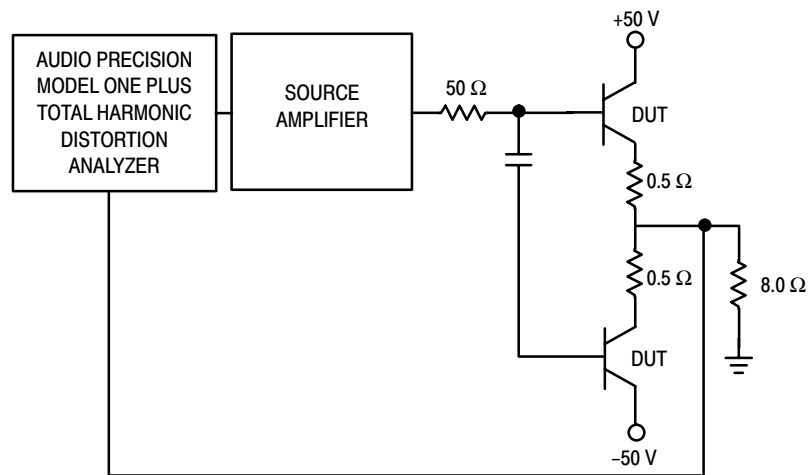 AUDIO PRECISION
MODEL ONE PLUS
TOTAL HARMONIC
DISTORTION
ANALYZER
SOURCE
AMPLIFIER
50 Ω
+50 V
DUT
0.5 Ω
0.5 Ω
8.0 Ω
DUT
–50 V